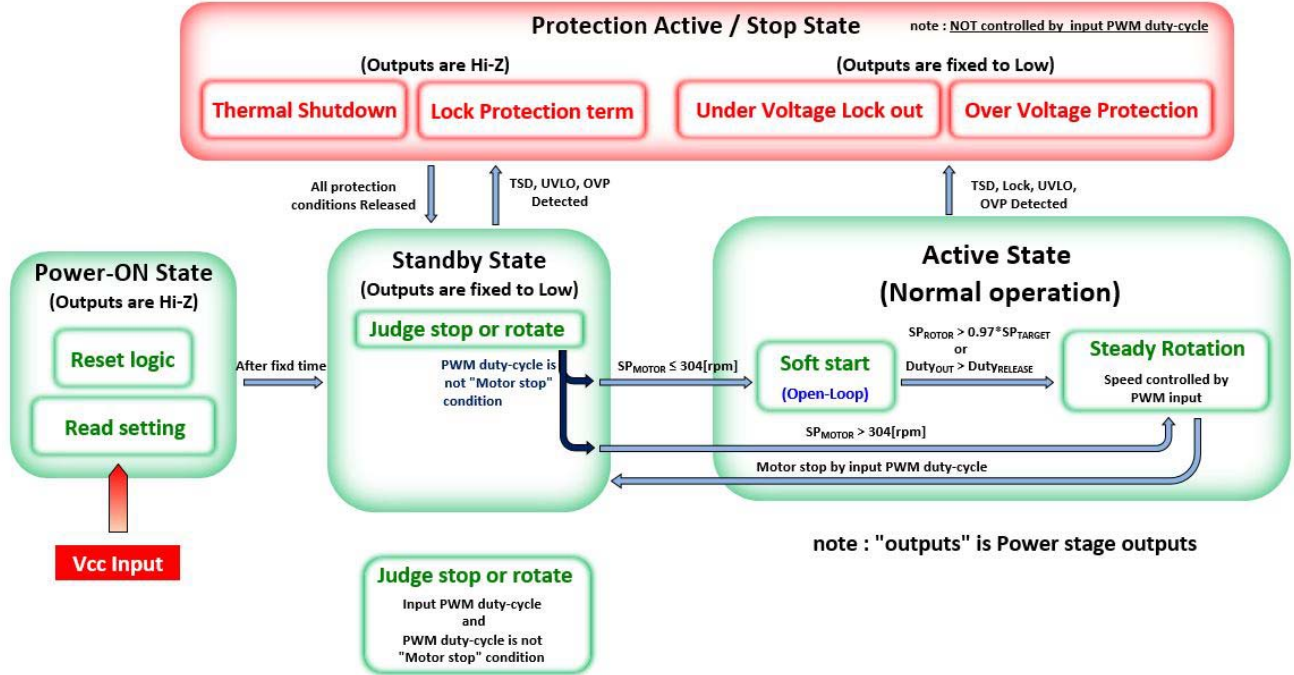 Protection Active / Stop State
note : NOT controlled by input PWM duty-cycle
(Outputs are Hi-Z)
(Outputs are fixed to Low)
Thermal Shutdown
Lock Protection term
Under Voltage Lock out
Over Voltage Protection
All protection
conditions Released
TSD, UVLO, OVP
Detected
TSD, Lock, UVLO,
OVP Detected
Power-ON State
(Outputs are Hi-Z)
Reset logic
Read setting
Vcc Input
After fixd time
Standby State
(Outputs are fixed to Low)
Judge stop or rotate
PWM duty-cycle is
not "Motor stop"
condition
SPMOTOR ≤ 304[rpm]
Active State
(Normal operation)
Soft start
(Open-Loop)
SPROTOR > 0.97*SPTARGET
or
DutyOUT > DutyRELEASE
Steady Rotation
Speed controlled by
PWM input
SPMOTOR > 304[rpm]
Motor stop by input PWM duty-cycle
note : "outputs" is Power stage outputs
Judge stop or rotate
Input PWM duty-cycle
and
PWM duty-cycle is not
"Motor stop" condition